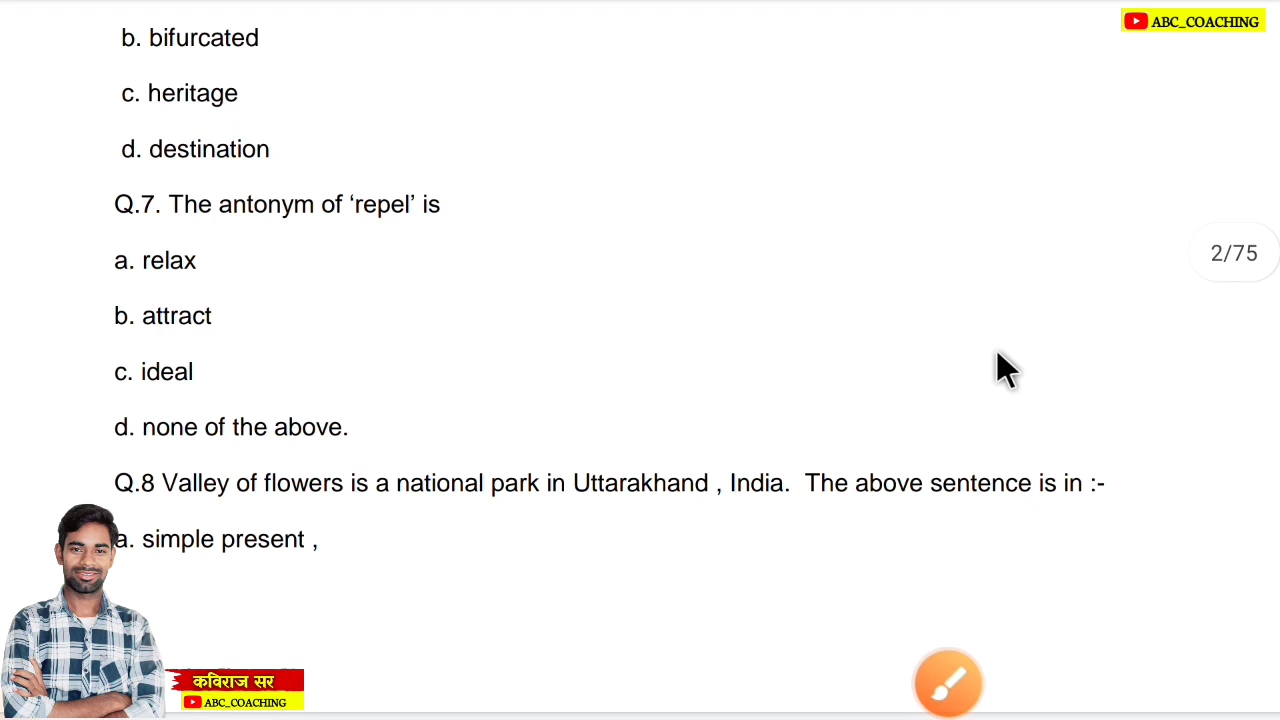 b. bifurcated
ABC_COACHING
c. heritage
d. destination
Q.7. The antonym of ‘repel’ is
a. relax
2/75
b. attract
c. ideal
d. none of the above.
Q.8 Valley of flowers is a national park in Uttarakhand , India.  The above sentence is in :-
a. simple present ,
कविराज सर
ABC_COACHING